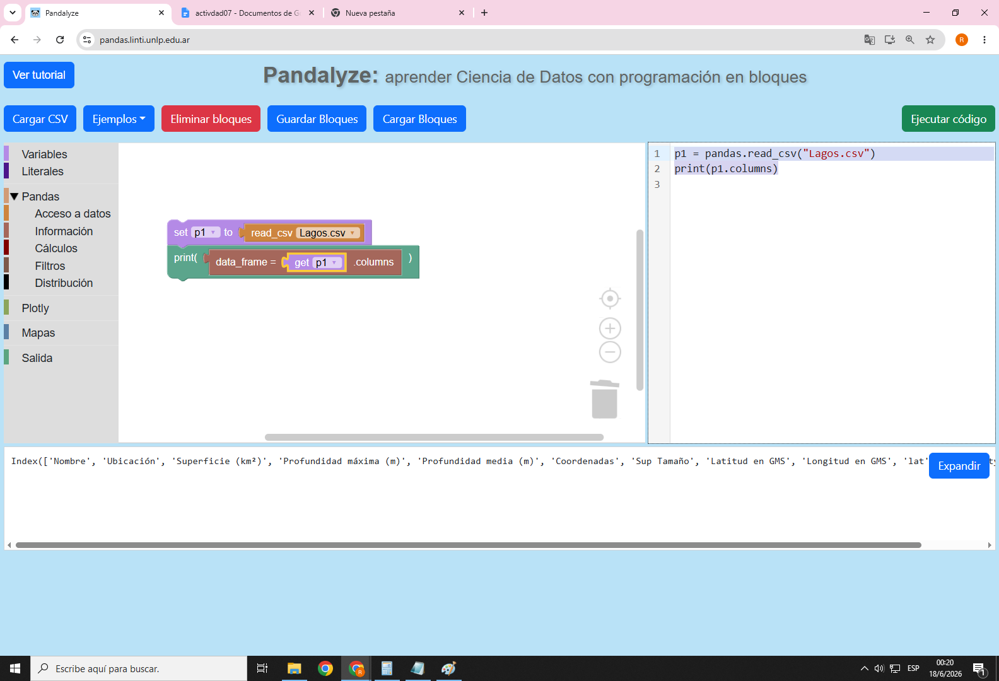 Pandalyze
activdad07 - Documentos de G
Nueva pestaña
pandas.linti.unlp.edu.ar
R
Ver tutorial
Pandalyze: aprender Ciencia de Datos con programación en bloques
Cargar CSV
Ejemplos
Eliminar bloques
Guardar Bloques
Cargar Bloques
Ejecutar código
Variables
Literales
Pandas
Acceso a datos
Información
Cálculos
Filtros
Distribución
Plotly
Mapas
Salida
set p1 to read_csv Lagos.csv
print( data_frame = get p1 .columns )
1 p1 = pandas.read_csv("Lagos.csv")
2 print(p1.columns)
3
Index(['Nombre', 'Ubicación', 'Superficie (km²)', 'Profundidad máxima (m)', 'Profundidad media (m)', 'Coordenadas', 'Sup Tamaño', 'Latitud en GMS', 'Longitud en GMS', 'lat'
Expandir
Escribe aquí para buscar.
R
ESP
00:20
18/6/2026
1